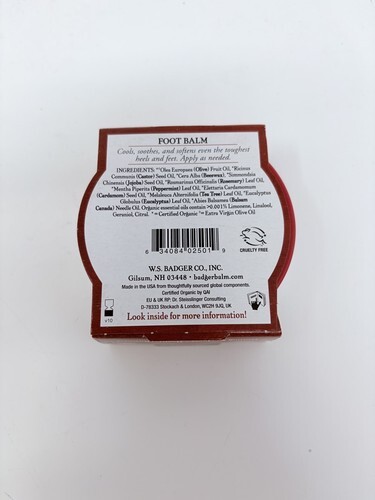 FOOT BALM
Cools, soothes, and softens even the toughest
heels and feet. Apply as needed.
INGREDIENTS: *˚Olea Europaea (Olive) Fruit Oil, *Ricinus
Communis (Castor) Seed Oil, *Cera Alba (Beeswax), *Simmondsia
Chinensis (Jojoba) Seed Oil, *Rosmarinus Officinalis (Rosemary) Leaf Oil,
*Mentha Piperita (Peppermint) Leaf Oil, *Elettaria Cardamomum
(Cardamom) Seed Oil, *Melaleuca Alternifolia (Tea Tree) Leaf Oil, *Eucalyptus
Globulus (Eucalyptus) Leaf Oil, *Abies Balsamea (Balsam
Canada) Needle Oil. Organic essential oils contain >0.001% Limonene, Linalool,
Geraniol, Citral. *=Certified Organic ˚=Extra Virgin Olive Oil
6 34084 02501 9
CRUELTY FREE
W.S. BADGER CO., INC.
Gilsum, NH 03448 • badgerbalm.com
Made in the USA from thoughtfully sourced global components.
Certified Organic by QAI
EU & UK RP: Dr. Steisslinger Consulting
D-78333 Stockach & London, WC2H 9JQ, UK
Look inside for more information!
x10